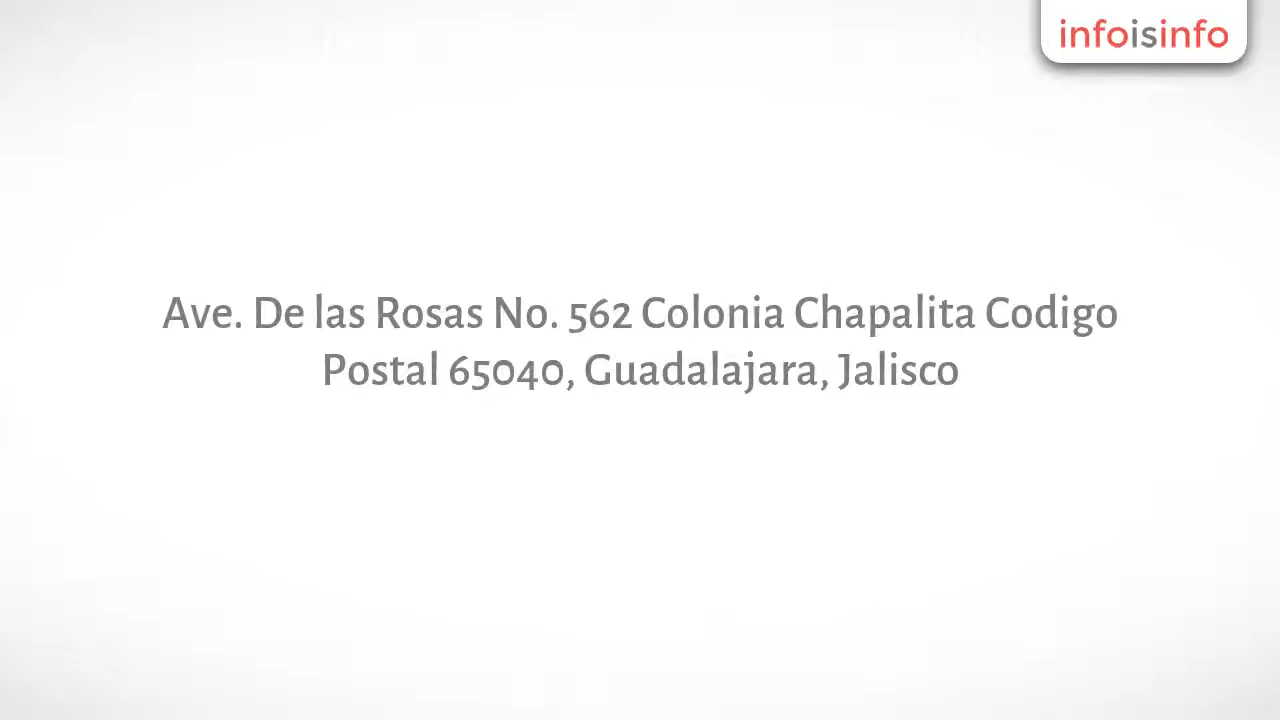 infoisinfo
Ave. De las Rosas No. 562 Colonia Chapalita Codigo
Postal 65040, Guadalajara, Jalisco